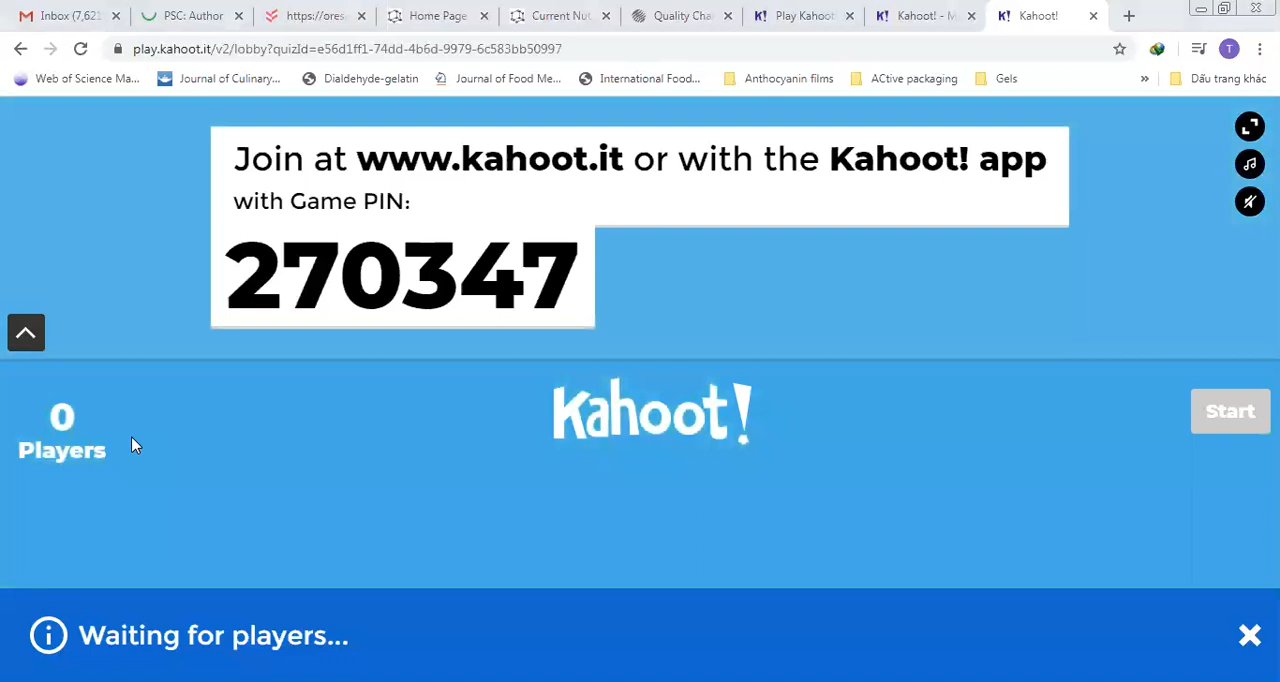 Inbox (7,621
PSC: Author
https://ores
Home Page
Current Nut
Quality Cha
Play Kahoot
Kahoot! - M
Kahoot!
play.kahoot.it/v2/lobby?quizId=e56d1ff1-74dd-4b6d-9979-6c583bb50997
T
Web of Science Ma...
Journal of Culinary...
Dialdehyde-gelatin
Journal of Food Me...
International Food...
Anthocyanin films
ACtive packaging
Gels
»
Dấu trang khác
Join at www.kahoot.it or with the Kahoot! app
with Game PIN:
270347
0
Players
Kahoot!
Start
Waiting for players...